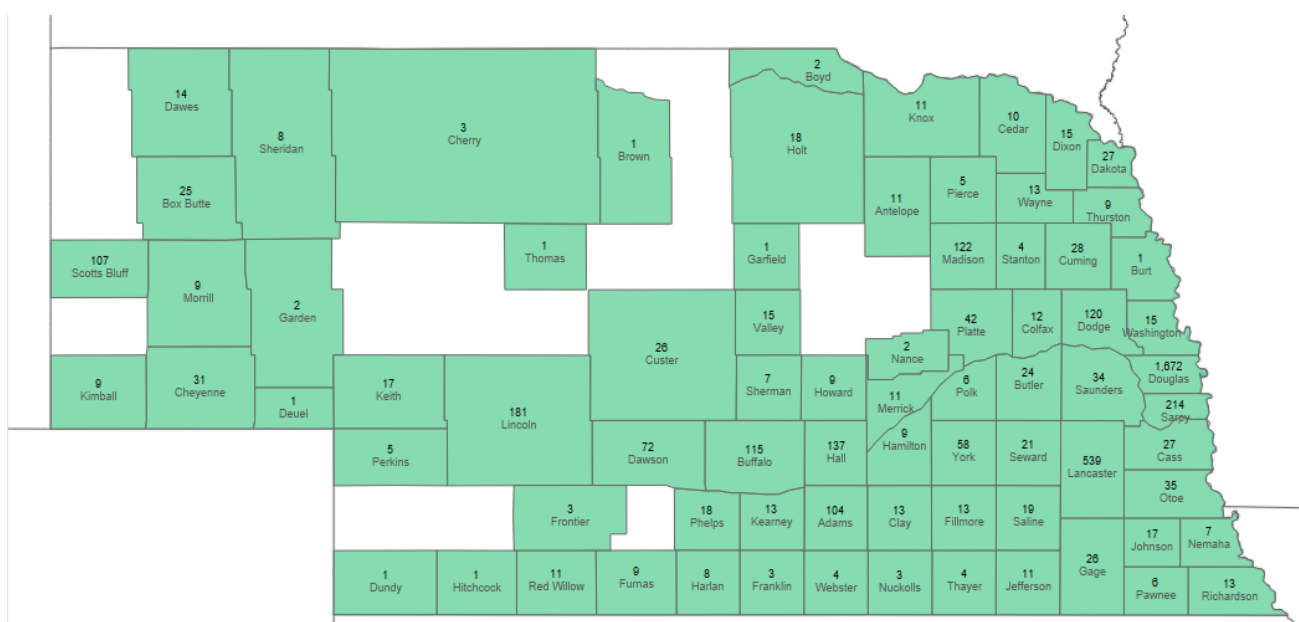 2
Boyd
14
Dawes
8
Sheridan
3
Cherry
1
Brown
18
Holt
11
Knox
10
Cedar
15
Dixon
27
Dakota
25
Box Butte
11
Antelope
5
Pierce
13
Wayne
9
Thurston
107
Scotts Bluff
9
Morrill
2
Garden
1
Thomas
1
Garfield
122
Madison
4
Stanton
28
Cuming
1
Burt
26
Custer
15
Valley
2
Nance
42
Platte
12
Colfax
120
Dodge
15
Washington
9
Kimball
31
Cheyenne
1
Deuel
17
Keith
181
Lincoln
7
Sherman
9
Howard
11
Merrick
6
Polk
24
Butler
34
Saunders
1,672
Douglas
214
Sarpy
5
Perkins
72
Dawson
115
Buffalo
137
Hall
9
Hamilton
58
York
21
Seward
539
Lancaster
27
Cass
35
Otoe
3
Frontier
18
Phelps
13
Kearney
104
Adams
13
Clay
13
Fillmore
19
Saline
17
Johnson
7
Nemaha
1
Dundy
1
Hitchcock
11
Red Willow
9
Furnas
8
Harlan
3
Franklin
4
Webster
3
Nuckolls
4
Thayer
11
Jefferson
26
Gage
6
Pawnee
13
Richardson